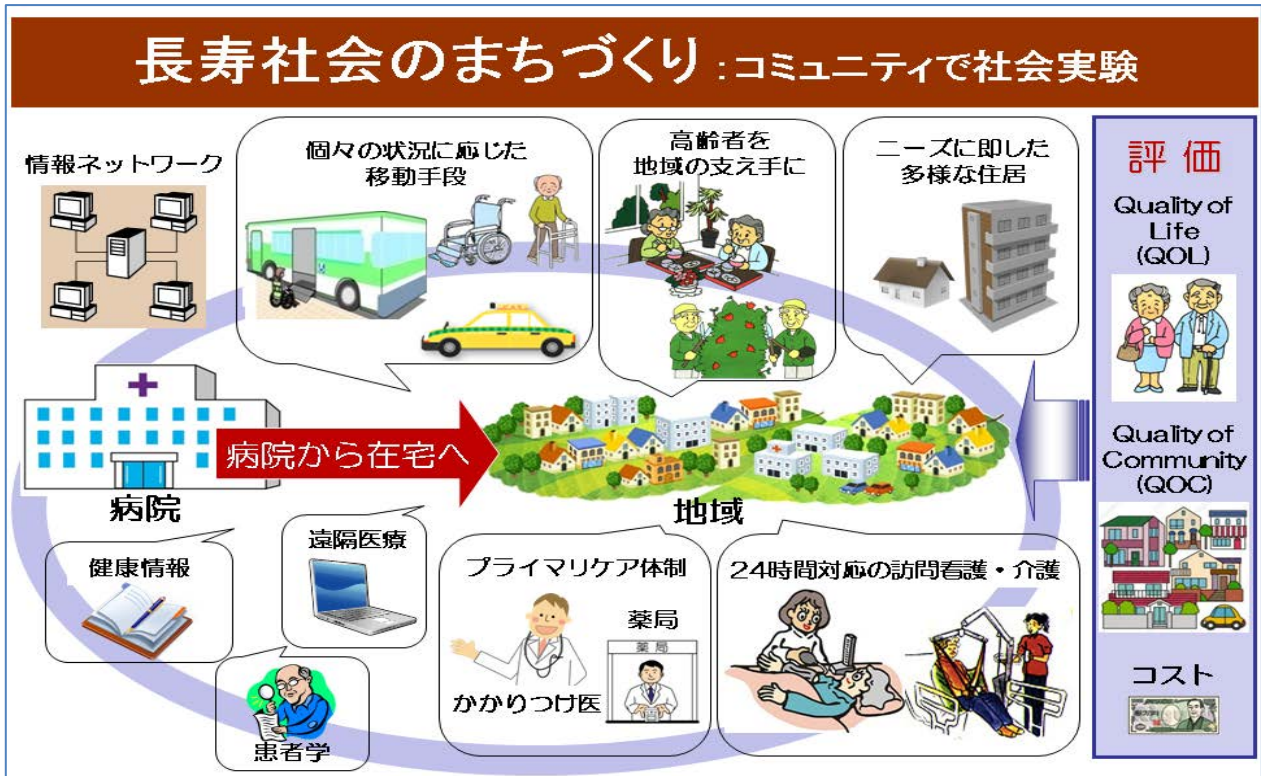 長寿社会のまちづくり：コミュニティで社会実験
情報ネットワーク
個々の状況に応じた
移動手段
高齢者を
地域の支え手に
ニーズに即した
多様な住居
評価
Quality of
Life
(QOL)
Quality of
Community
(QOC)
コスト
病院から在宅へ
病院
地域
健康情報
遠隔医療
患者学
プライマリケア体制
かかりつけ医
薬局
薬局
24時間対応の訪問看護・介護